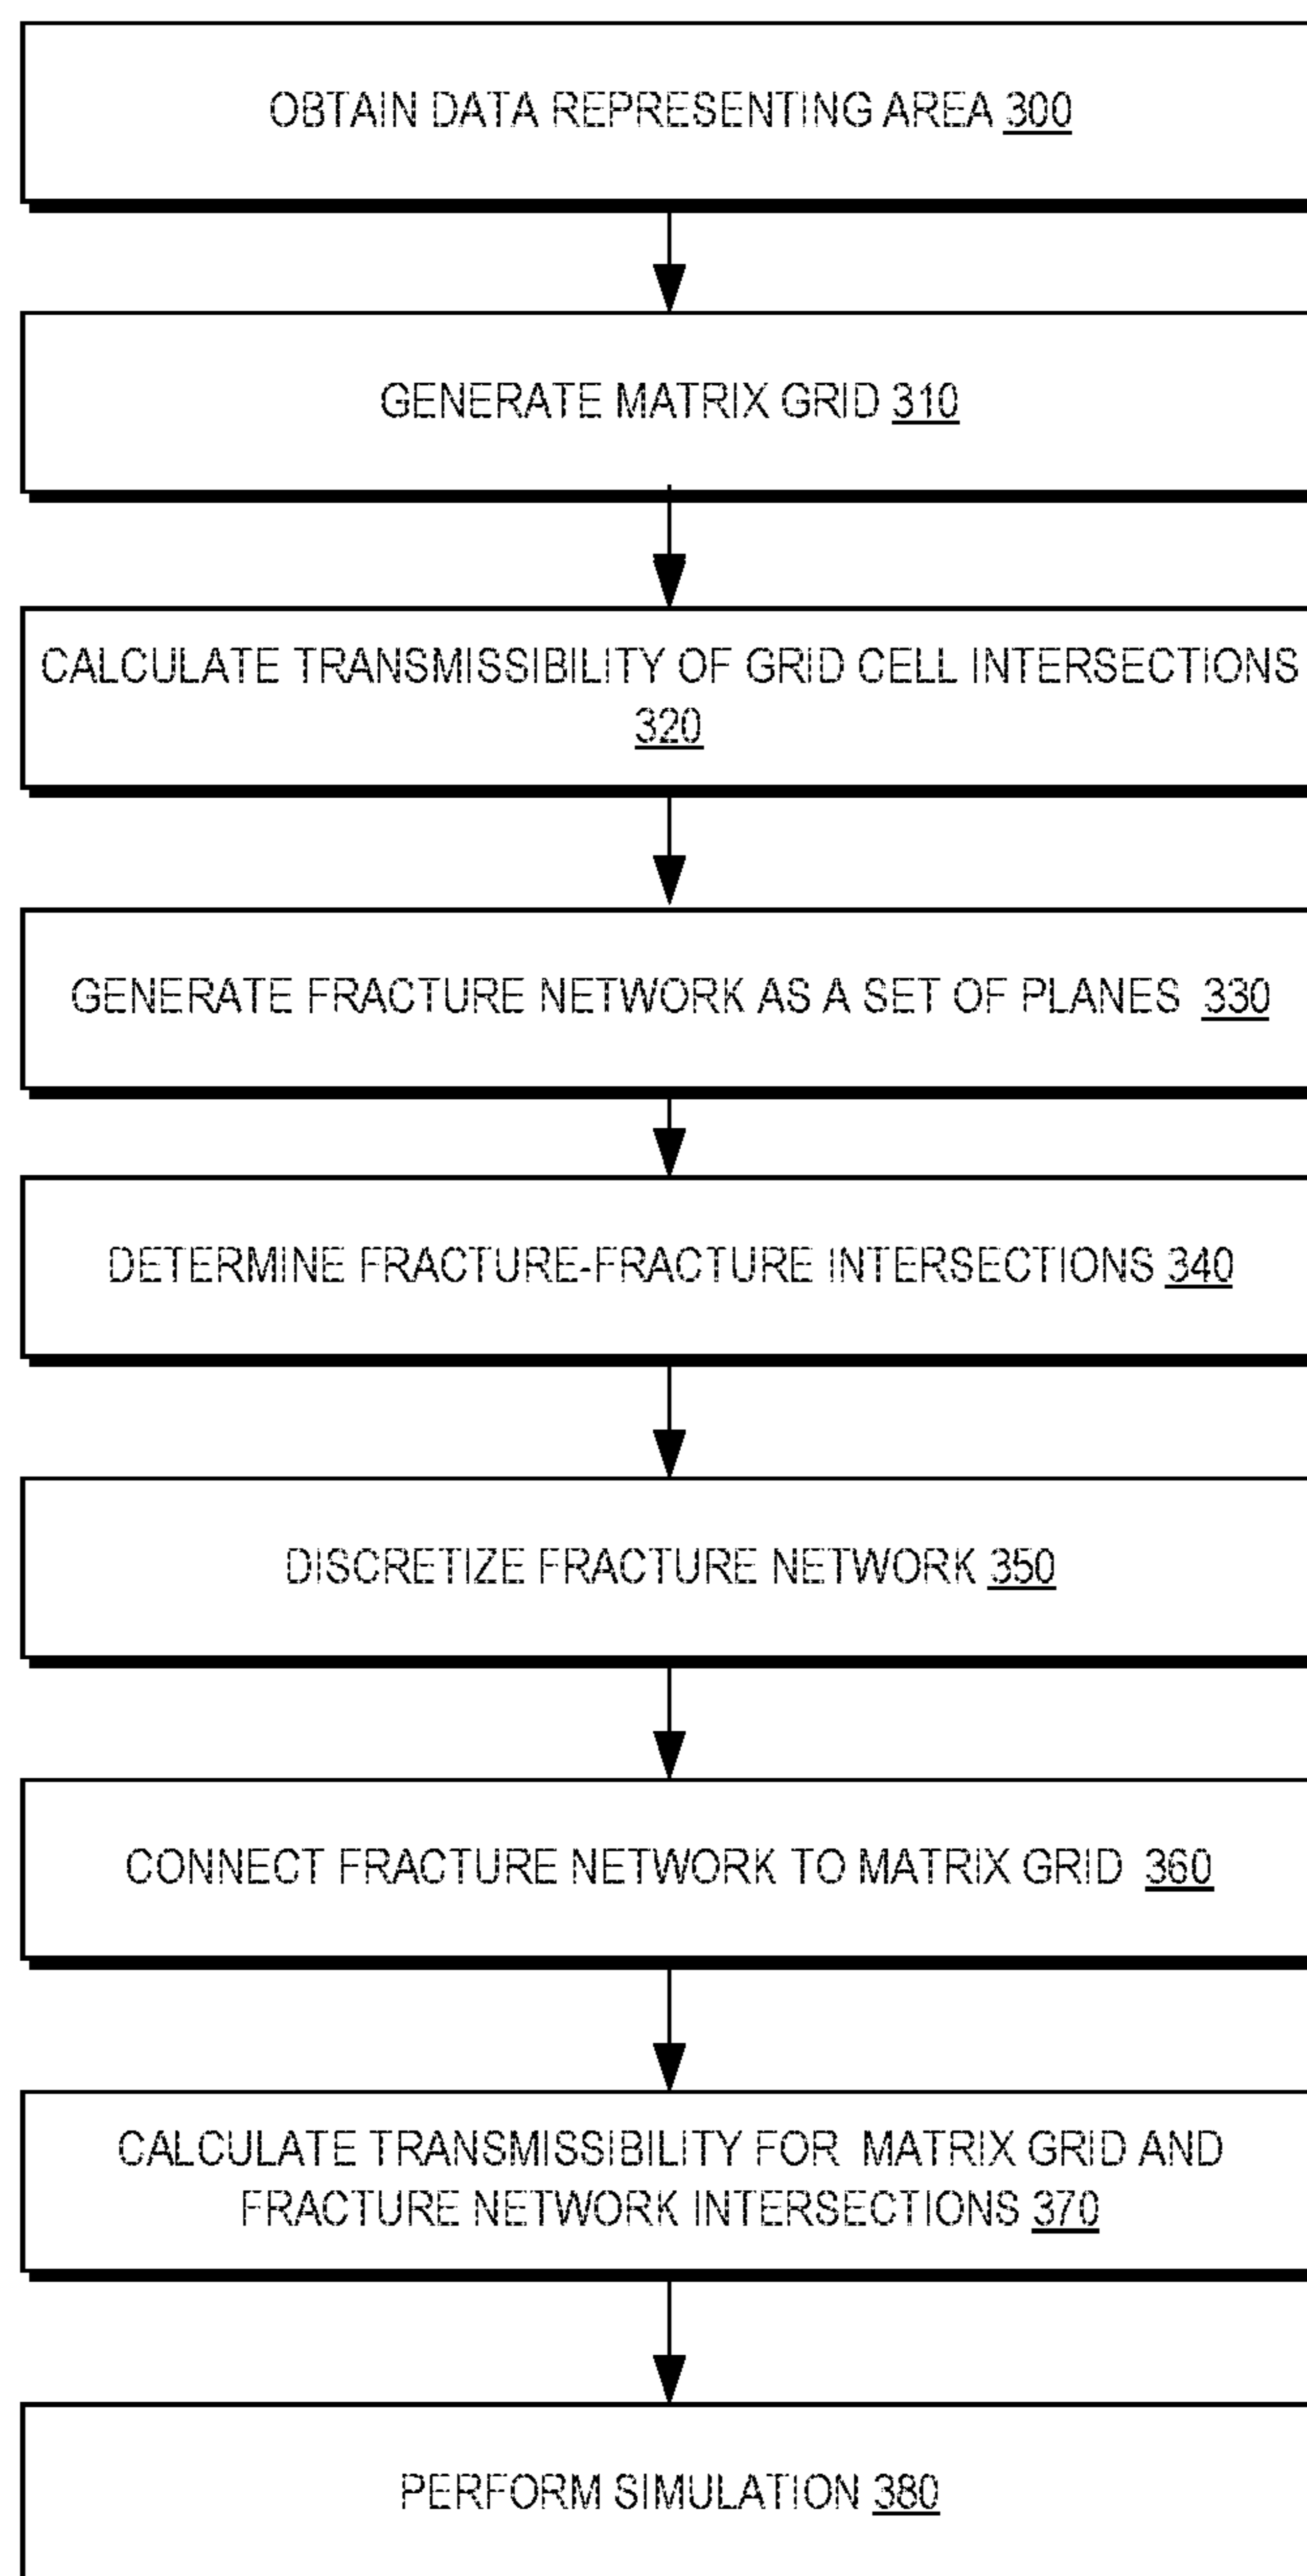 OBTAIN DATA REPRESENTING AREA 300
GENERATE MATRIX GRID 310
CALCULATE TRANSMISSIBILITY OF GRID CELL INTERSECTIONS
320
GENERATE FRACTURE NETWORK AS A SET OF PLANES 330
DETERMINE FRACTURE-FRACTURE INTERSECTIONS 340
DISCRETIZE FRACTURE NETWORK 350
CONNECT FRACTURE NETWORK TO MATRIX GRID 360
CALCULATE TRANSMISSIBILITY FOR MATRIX GRID AND
FRACTURE NETWORK INTERSECTIONS 370
PERFORM SIMULATION 380